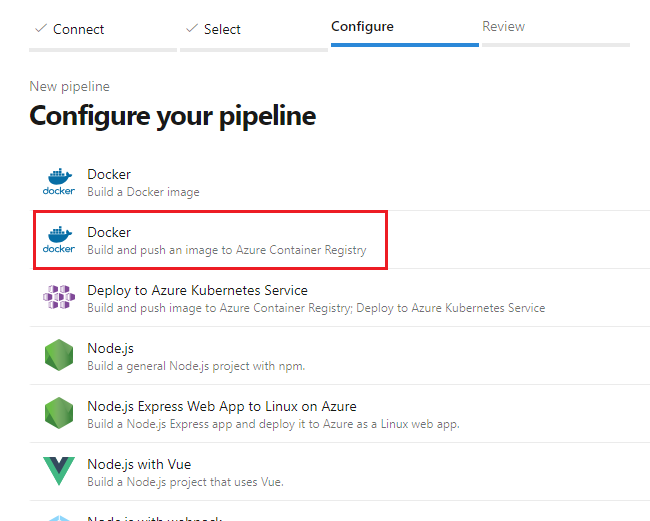 Connect
Select
Configure
Review
New pipeline
Configure your pipeline
docker
Docker
Build a Docker image
docker
Docker
Build and push an image to Azure Container Registry
Deploy to Azure Kubernetes Service
Build and push image to Azure Container Registry; Deploy to Azure Kubernetes Service
Node.js
Build a general Node.js project with npm.
Node.js Express Web App to Linux on Azure
Build a Node.js Express app and deploy it to Azure as a Linux web app.
Node.js with Vue
Build a Node.js project that uses Vue.
Node.js with webpack